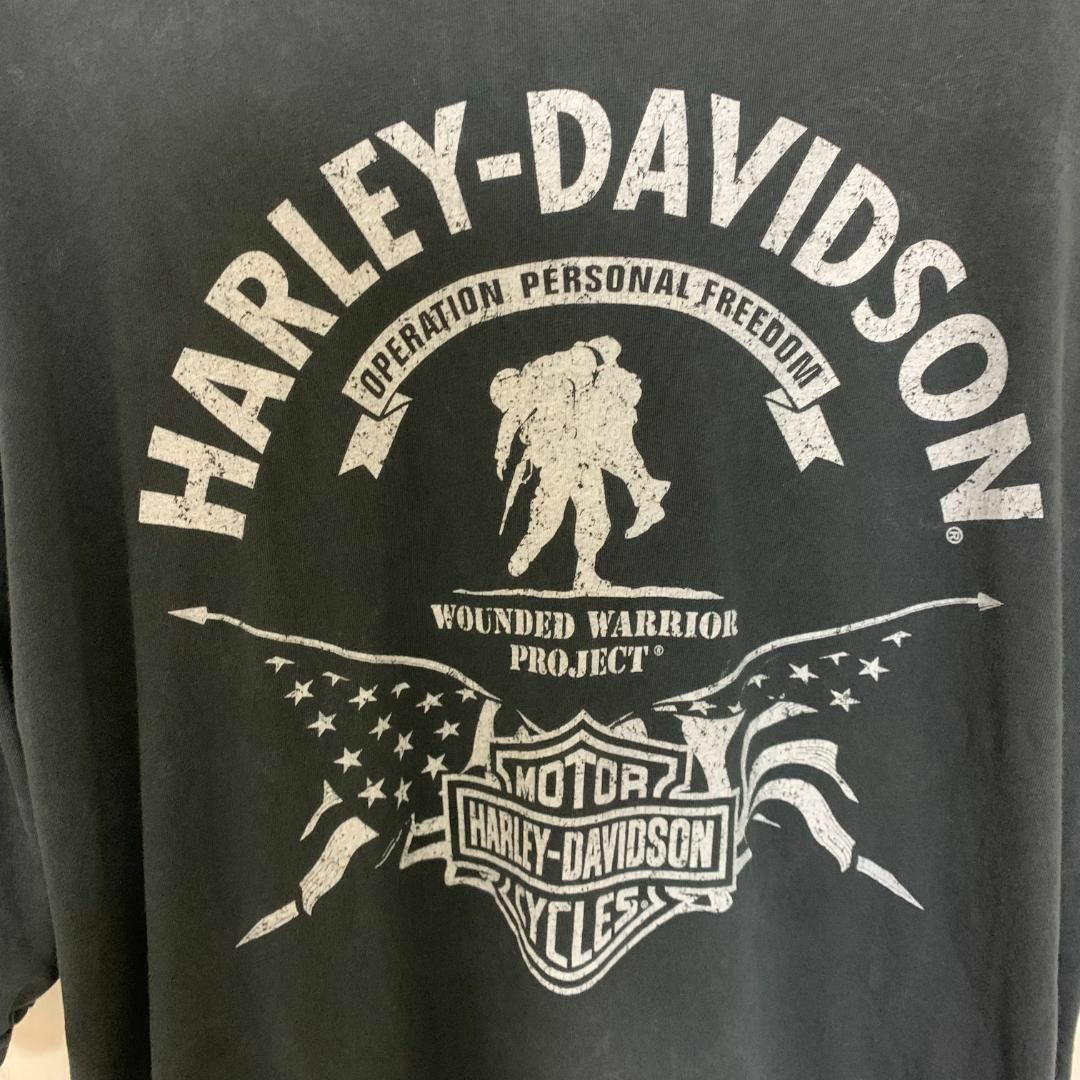 HARLEY-DAVIDSON®
OPERATION PERSONAL FREEDOM
WOUNDED WARRIOR
PROJECT®
MOTOR
HARLEY-DAVIDSON
CYCLES®